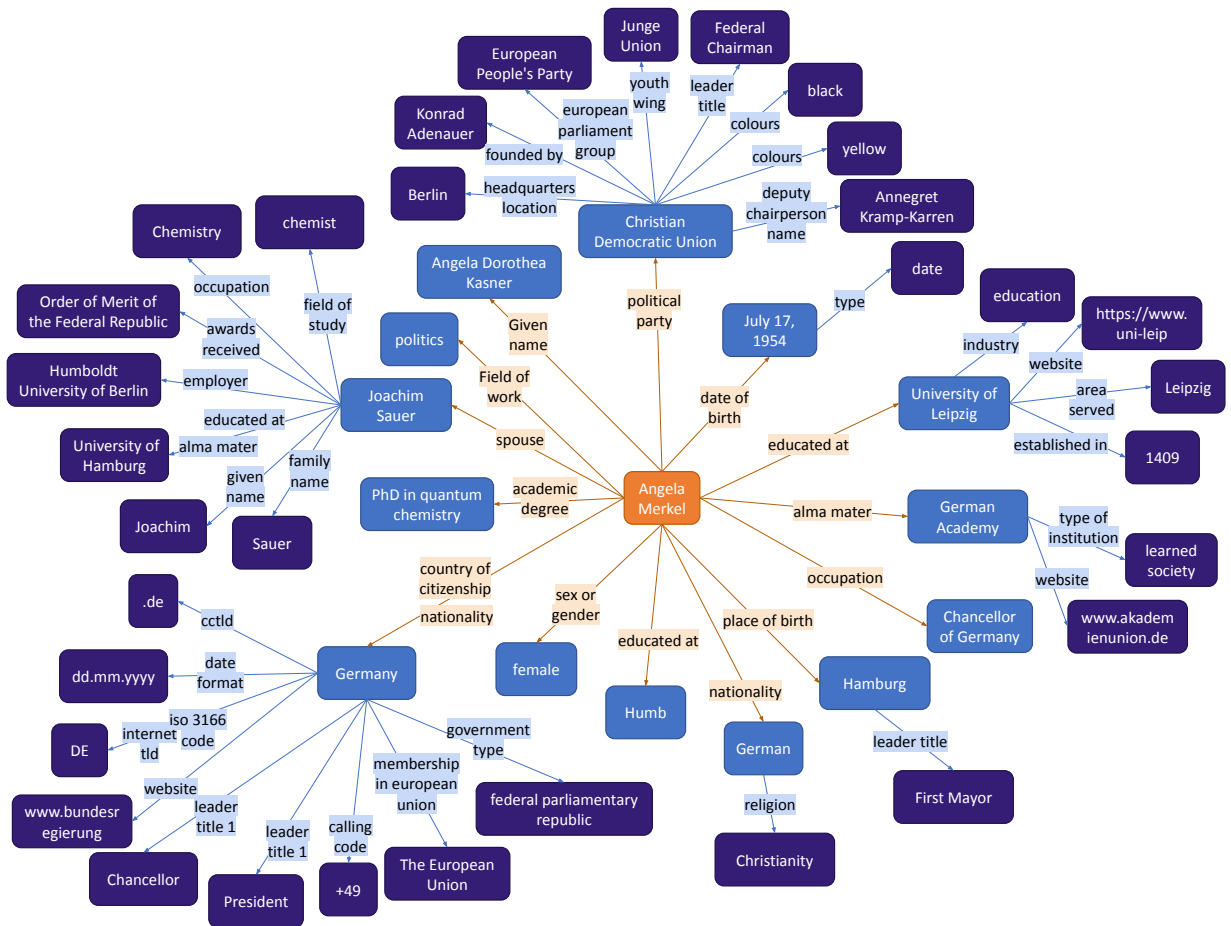 Junge
Union
Federal
Chairman
European
People's Party
youth
wing
leader
title
black
Konrad
Adenauer
european
parliament
group
colours
founded by
colours
yellow
Berlin
headquarters
location
deputy
chairperson
name
Annegret
Kramp-Karren
Christian
Democratic Union
Chemistry
chemist
Angela Dorothea
Kasner
date
occupation
field of
study
political
party
type
education
https://www.
uni-leip
Order of Merit of
the Federal Republic
awards
received
Given
name
politics
July 17,
1954
industry
website
Humboldt
University of Berlin
employer
Joachim
Sauer
Field of
work
date of
birth
University of
Leipzig
area
served
Leipzig
educated at
alma mater
University of
Hamburg
spouse
educated at
established in
1409
given
name
family
name
PhD in quantum
chemistry
academic
degree
Angela
Merkel
alma mater
German
Academy
type of
institution
learned
society
Joachim
Sauer
country of
citizenship
nationality
sex or
gender
occupation
website
.de
cctld
place of birth
Chancellor
of Germany
www.akadem
ienunion.de
educated at
date
format
dd.mm.yyyy
Germany
female
nationality
Hamburg
iso 3166
code
internet
tld
DE
Humb
government
type
German
leader title
membership
in european
union
website
leader
title 1
www.bundesr
egierung
federal parliamentary
republic
religion
First Mayor
leader
title 1
calling
code
Chancellor
President
+49
The European
Union
Christianity